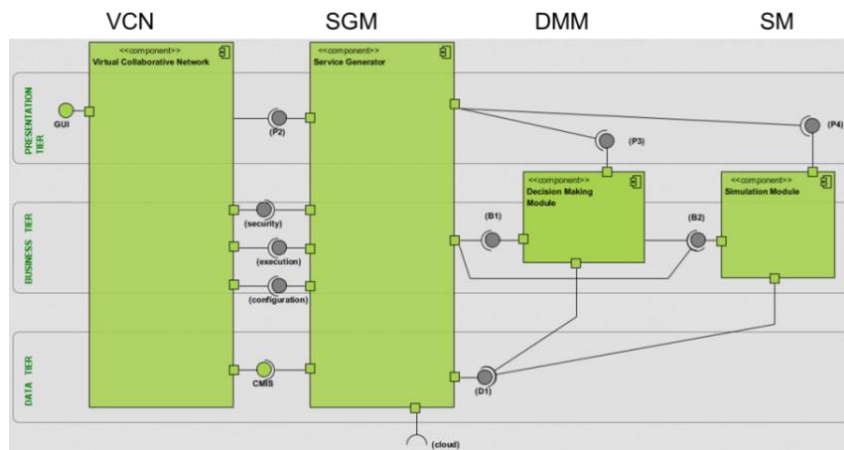 VCN SGM DMM SM
<<component>>
Virtual Collaborative Network
<<component>>
Service Generator
PRESENTATION
TIER
GUI
(P2)
(P3)
(P4)
<<component>>
Decision Making
Module
<<component>>
Simulation Module
BUSINESS TIER
(security)
(execution)
(configuration)
(B1)
(B2)
DATA TIER
CMIS
(D1)
(cloud)